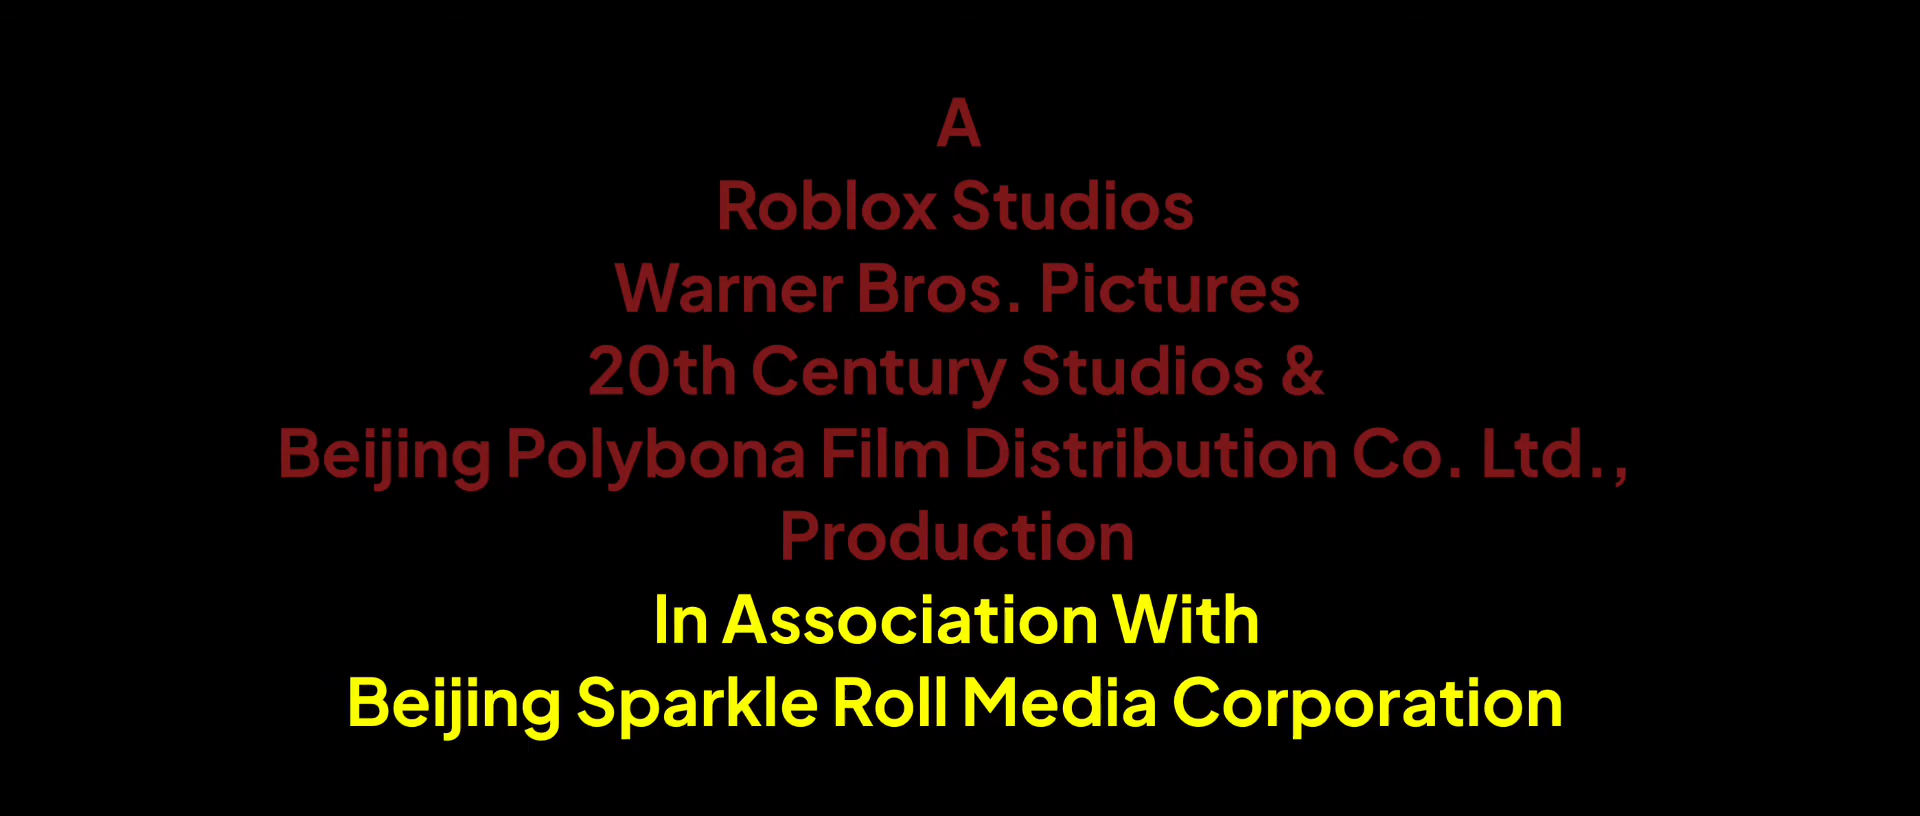 A
Roblox Studios
Warner Bros. Pictures
20th Century Studios &
Beijing Polybona Film Distribution Co. Ltd.,
Production
In Association With
Beijing Sparkle Roll Media Corporation